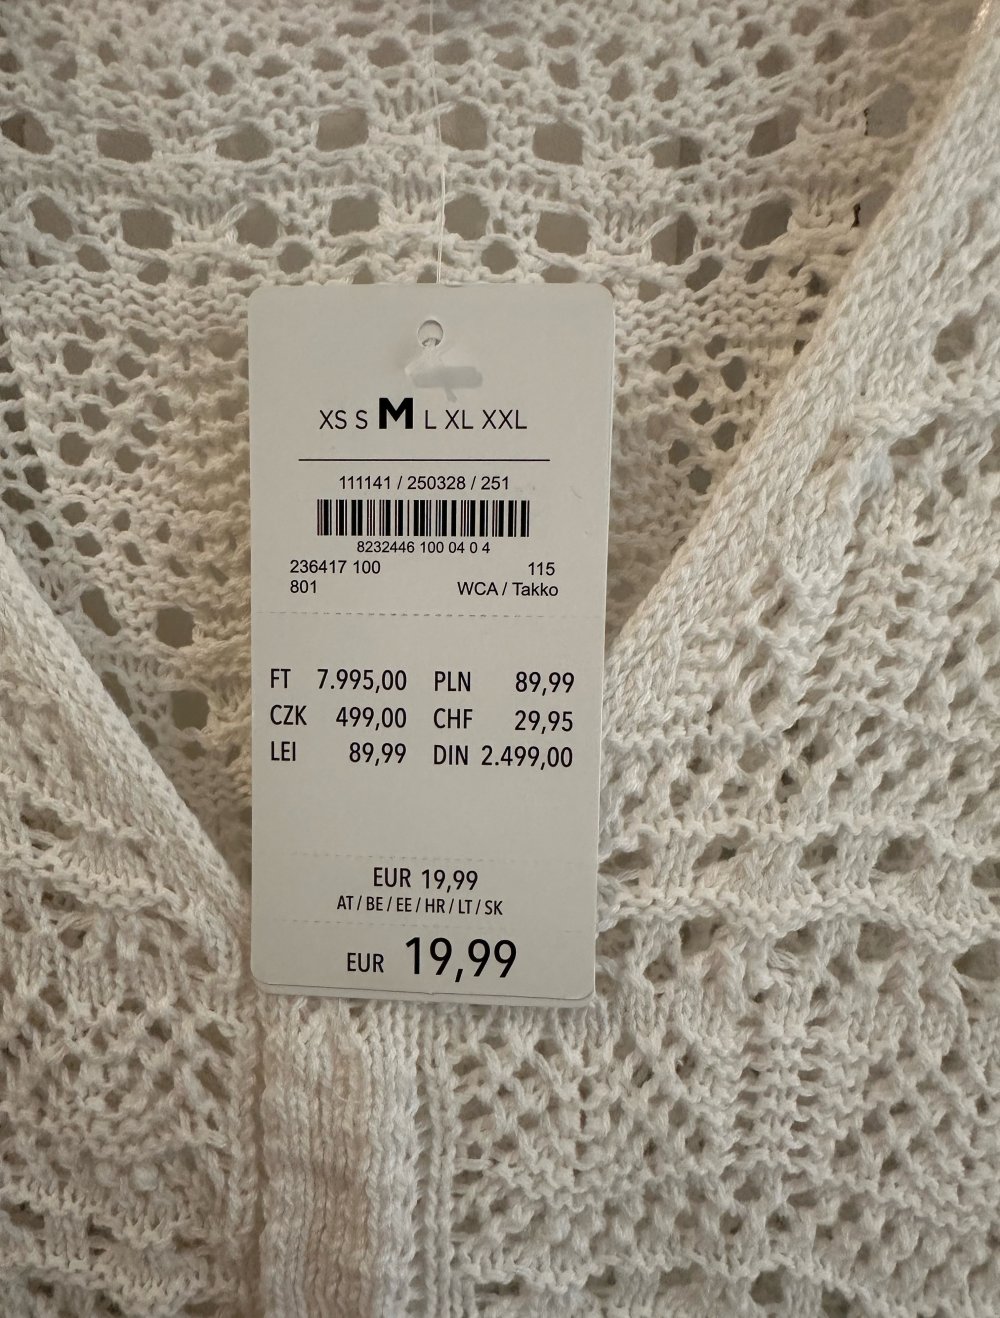 XS S M L XL XXL
111141 / 250328 / 251
8232446 100 04 0 4
236417 100 115
801 WCA / Takko
FT 7.995,00 PLN 89,99
CZK 499,00 CHF 29,95
LEI 89,99 DIN 2.499,00
EUR 19,99
AT / BE / EE / HR / LT / SK
EUR 19,99